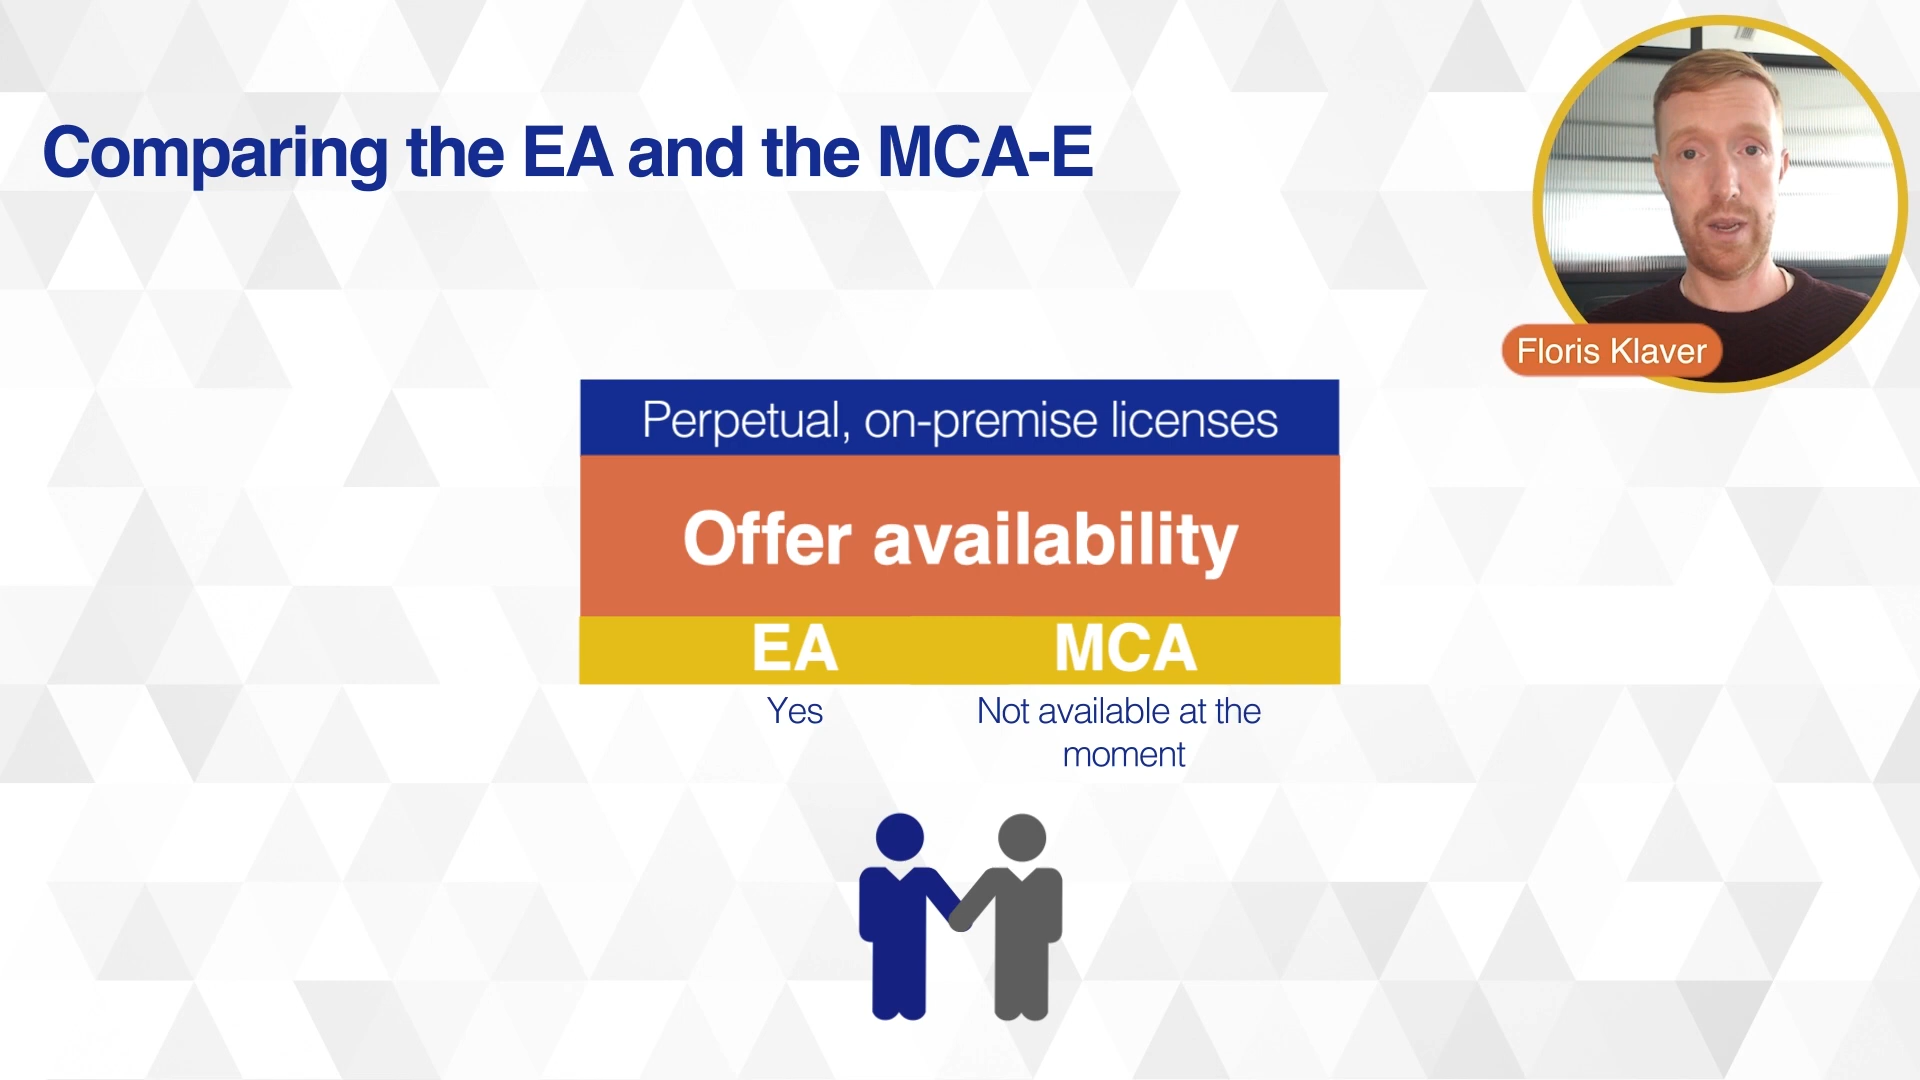 Comparing the EA and the MCA-E
Floris Klaver
Perpetual, on-premise licenses
Offer availability
EA MCA
Yes Not available at the
moment